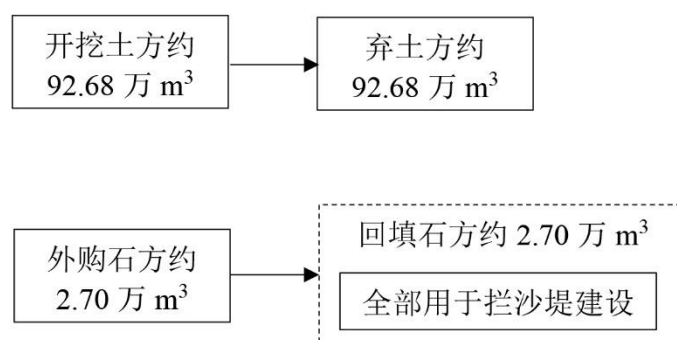 开挖土方约
92.68 万 m³
弃土方约
92.68 万 m³
外购石方约
2.70 万 m³
回填石方约 2.70 万 m³
全部用于拦沙堤建设